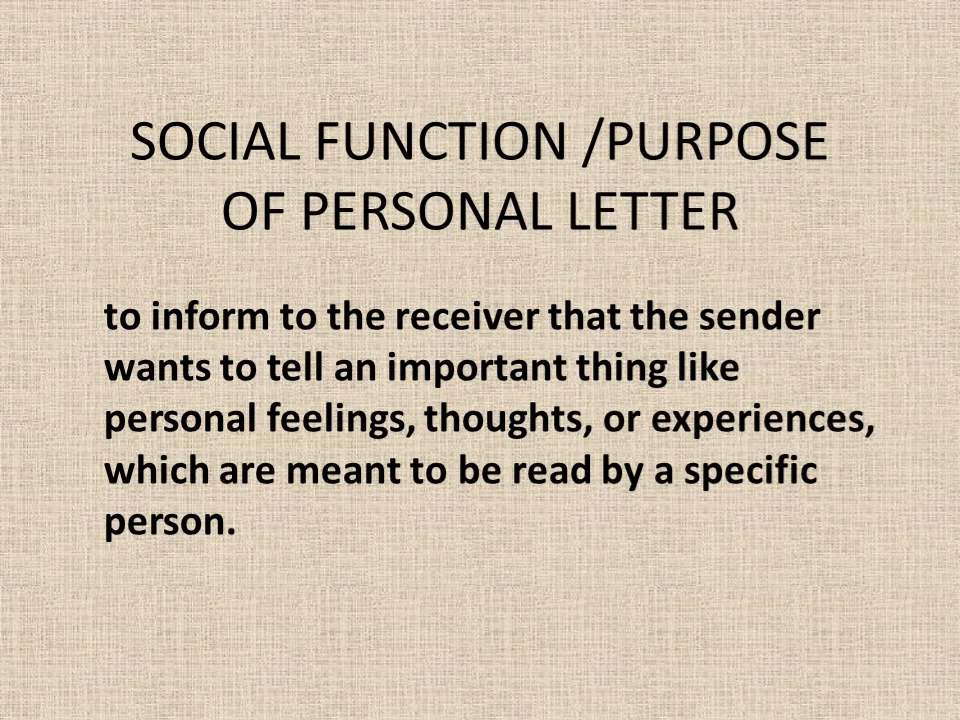 SOCIAL FUNCTION /PURPOSE
OF PERSONAL LETTER
to inform to the receiver that the sender
wants to tell an important thing like
personal feelings, thoughts, or experiences,
which are meant to be read by a specific
person.